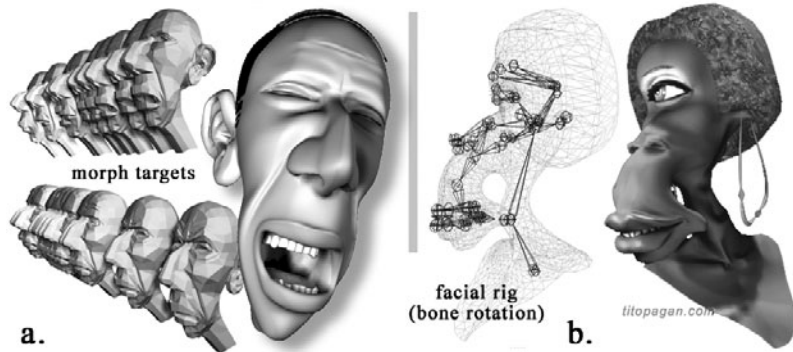 morph targets
a.
facial rig
(bone rotation)
b.
titopagan.com